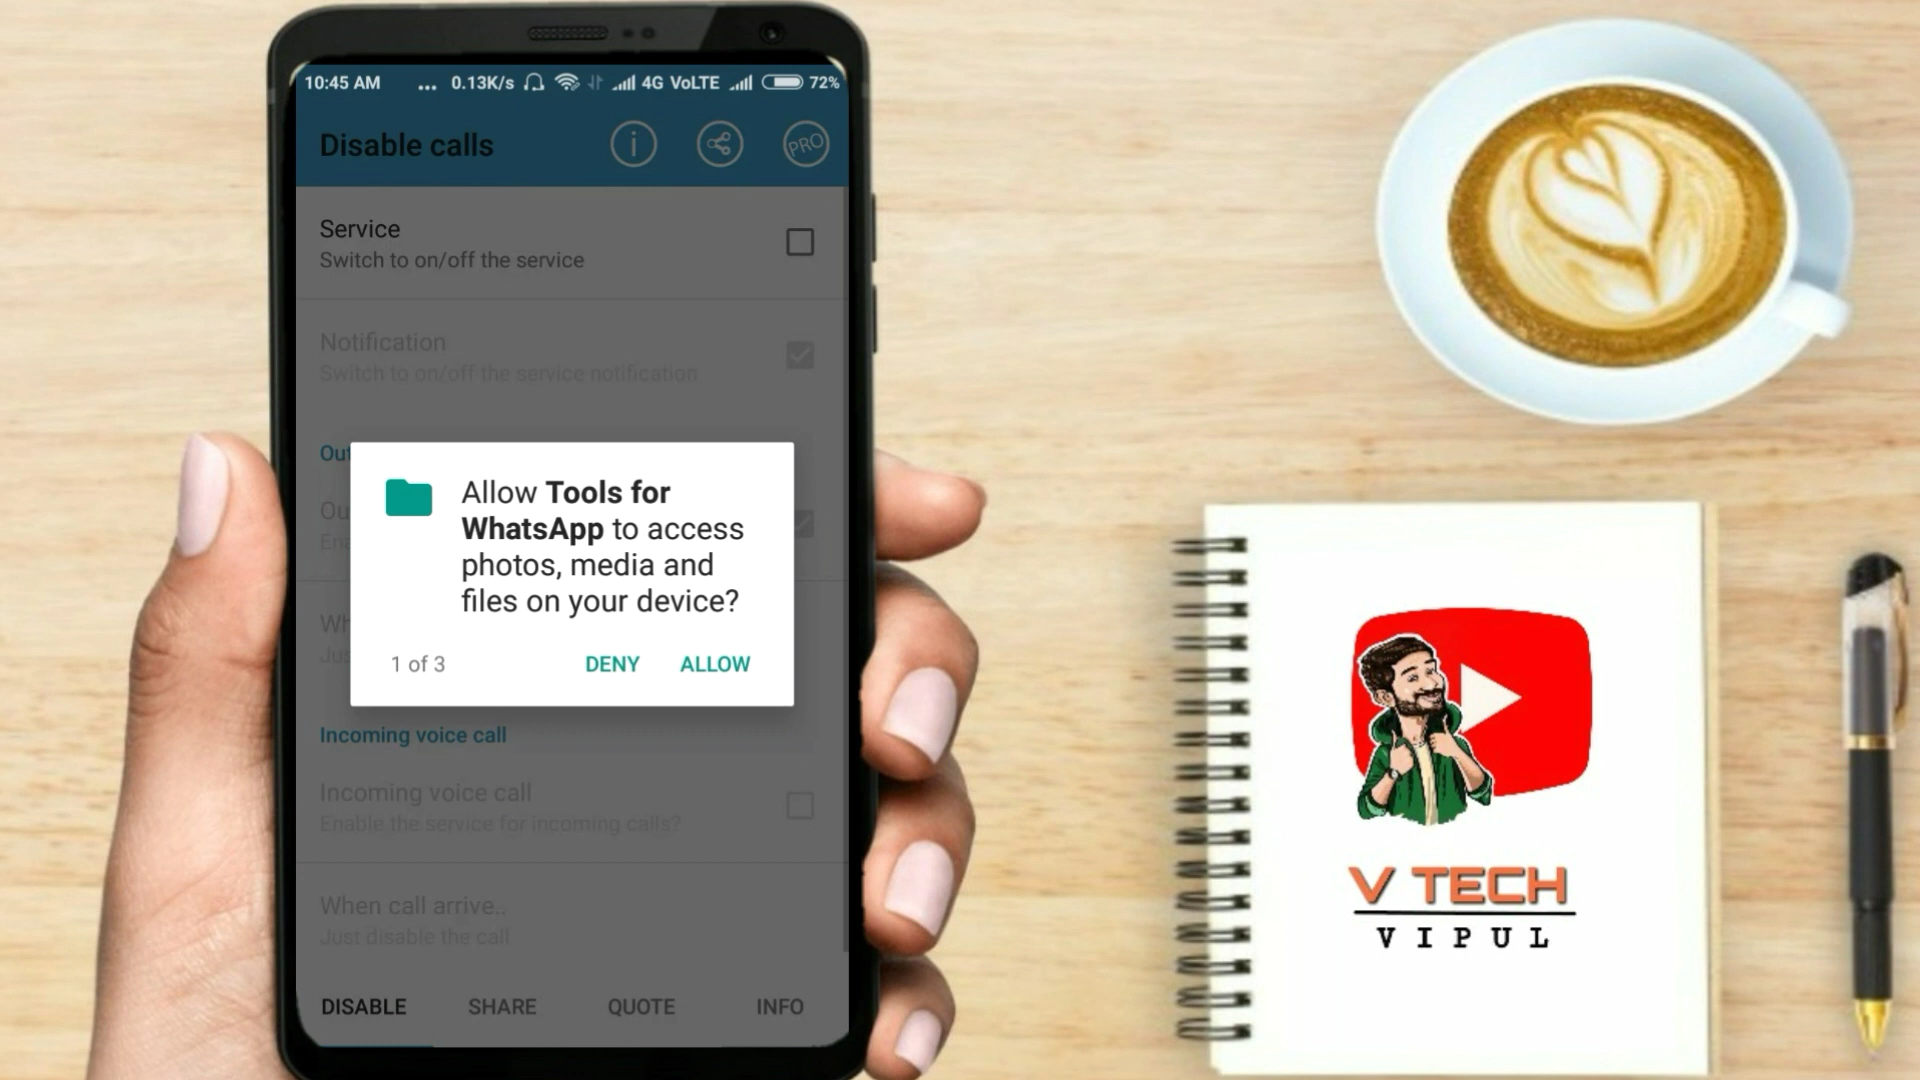 10:45 AM ... 0.13K/s 4G VoLTE 72%
Disable calls PRO
Service
Switch to on/off the service
Notification
Switch to on/off the service notification
Allow Tools for
WhatsApp to access
photos, media and
files on your device?
1 of 3 DENY ALLOW
Incoming voice call
Incoming voice call
Enable the service for incoming calls?
When call arrive..
Just disable the call
DISABLE SHARE QUOTE INFO
V TECH
VIPUL